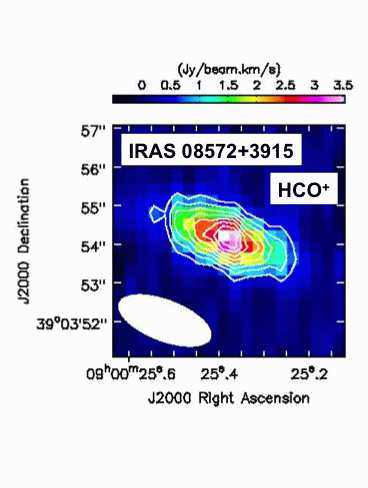 (Jy/beam.km/s)
0 0.5 1 1.5 2 2.5 3 3.5
57"
IRAS 08572+3915
56"
HCO⁺
55"
54"
53"
39°03'52"
J2000 Declination
09ʰ00ᵐ25ˢ.6 25ˢ.4 25ˢ.2
J2000 Right Ascension